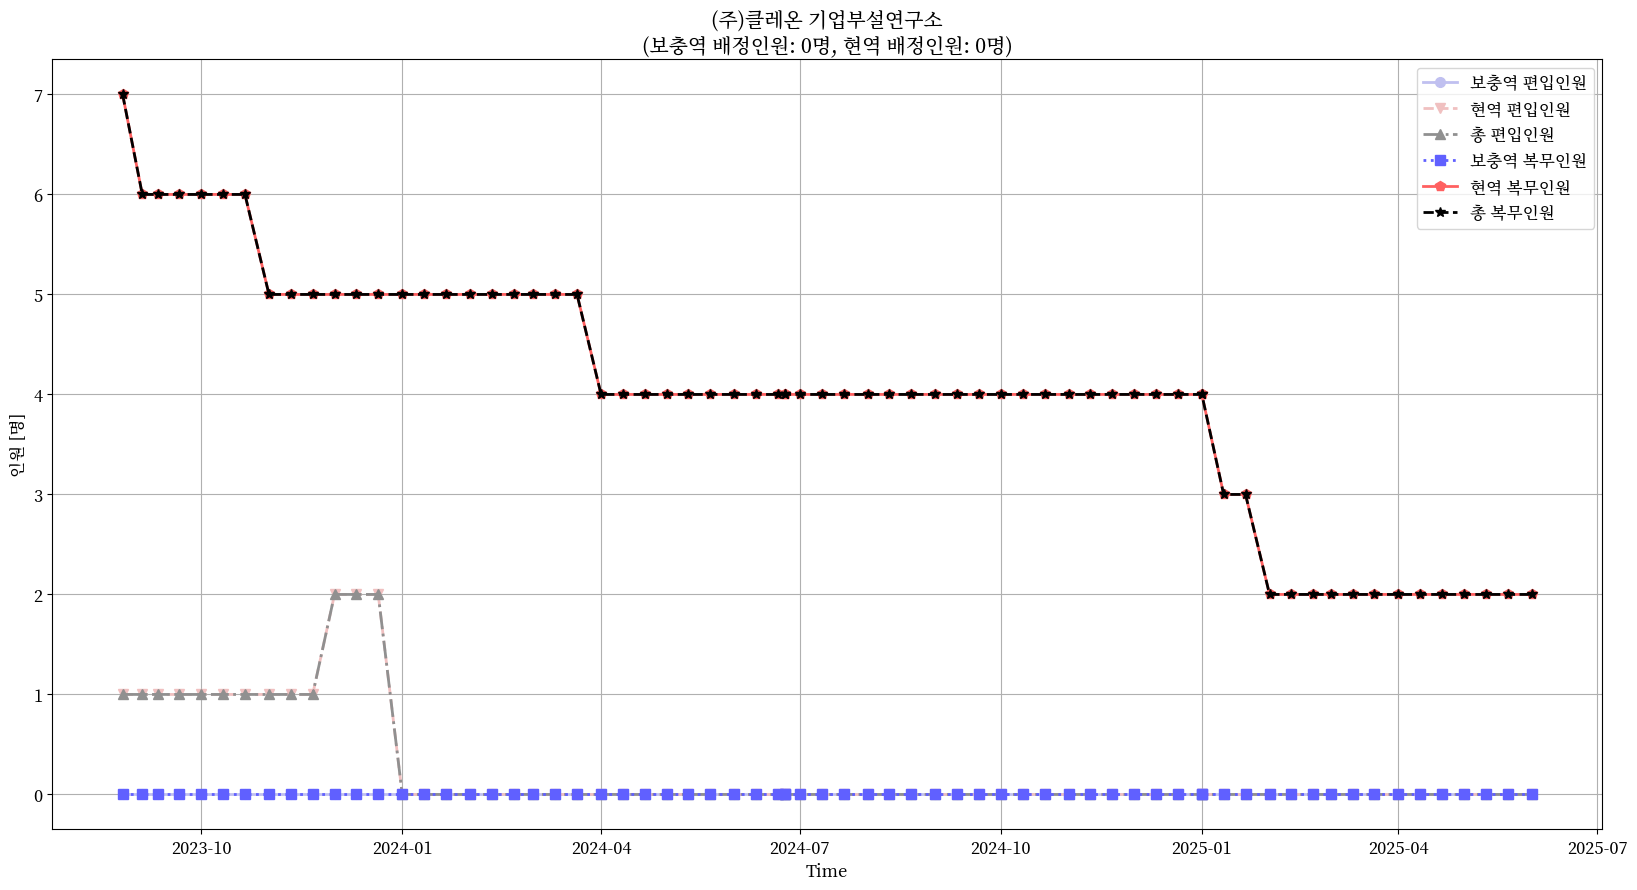 (주)클레온 기업부설연구소
(보충역 배정인원: 0명, 현역 배정인원: 0명)
보충역 편입인원
현역 편입인원
총 편입인원
보충역 복무인원
현역 복무인원
총 복무인원
7
6
5
4
3
2
1
0
인원 [명]
2023-10
2024-01
2024-04
2024-07
2024-10
2025-01
2025-04
2025-07
Time